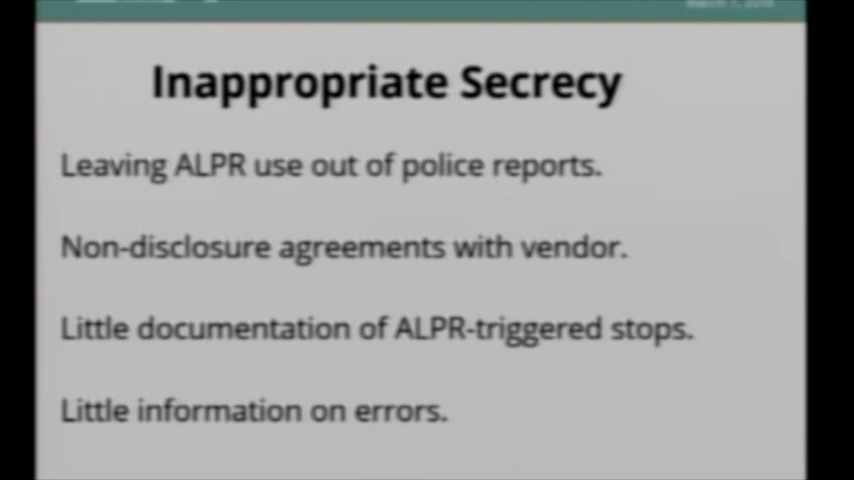 Inappropriate Secrecy
Leaving ALPR use out of police reports.
Non-disclosure agreements with vendor.
Little documentation of ALPR-triggered stops.
Little information on errors.